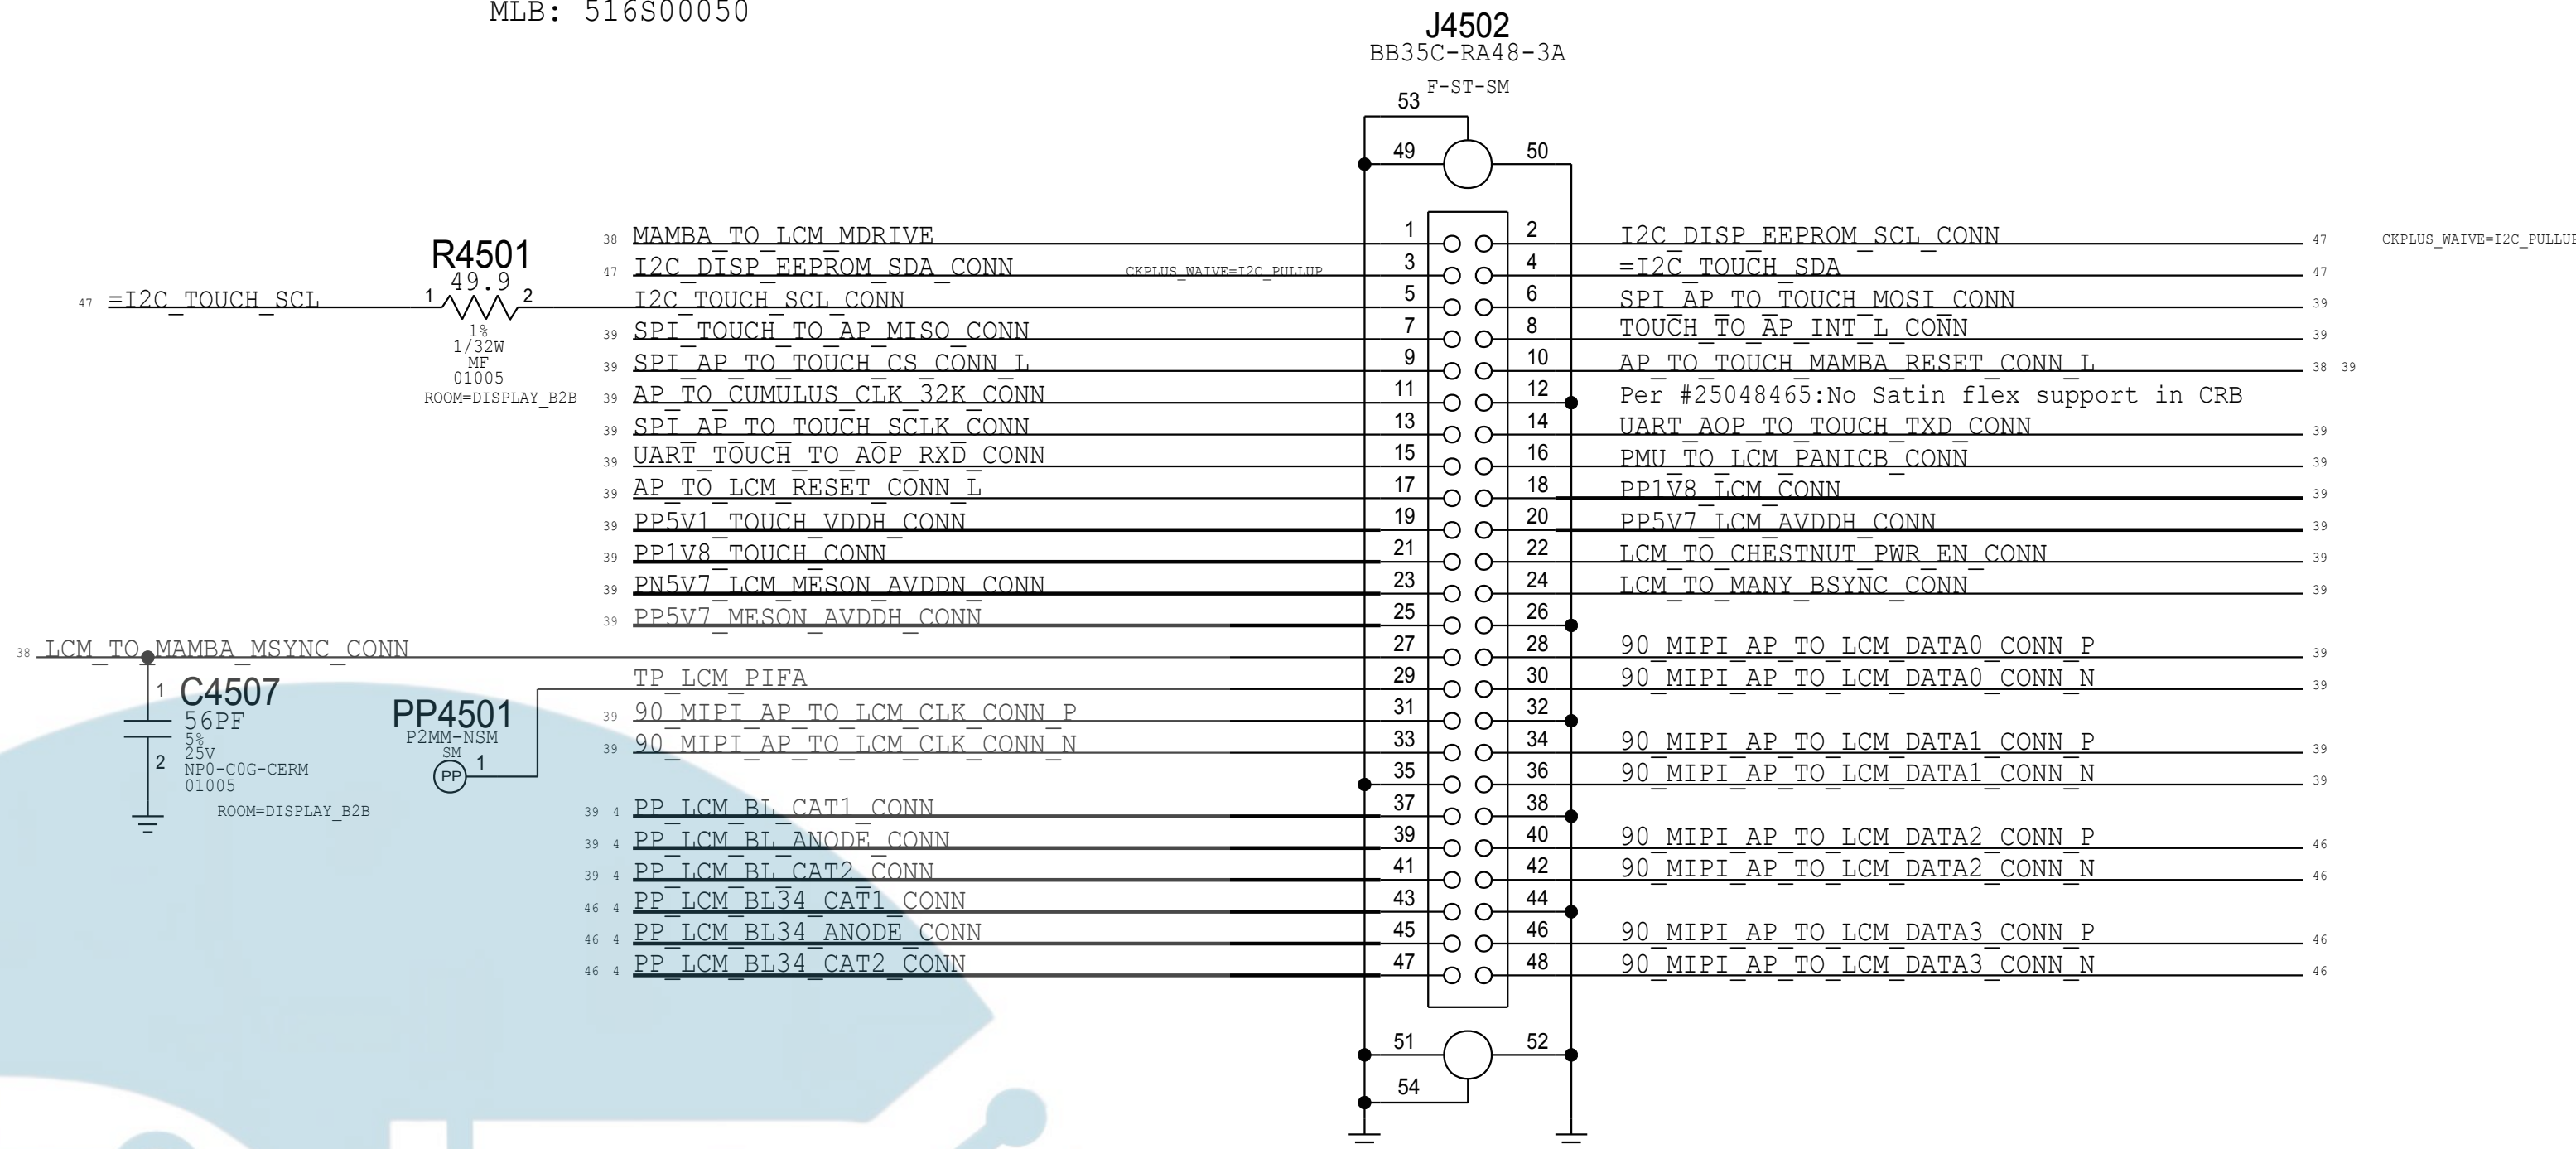 MLB: 516S00050
J4502
BB35C-RA48-3A
F-ST-SM
53
49 50
38 MAMBA_TO_LCM_MDRIVE 1 2 I2C_DISP_EEPROM_SCL_CONN 47
47 I2C_DISP_EEPROM_SDA_CONN CKPLUS_WAIVE=I2C_PULLUP 3 4 =I2C_TOUCH_SDA 47
R4501
49.9
47 =I2C_TOUCH_SCL 1 2 I2C_TOUCH_SCL_CONN 5 6 SPI_AP_TO_TOUCH_MOSI_CONN 39
1%
1/32W
MF
01005
ROOM=DISPLAY_B2B
39 SPI_TOUCH_TO_AP_MISO_CONN 7 8 TOUCH_TO_AP_INT_L_CONN 39
39 SPI_AP_TO_TOUCH_CS_CONN_L 9 10 AP_TO_TOUCH_MAMBA_RESET_CONN_L 38 39
39 AP_TO_CUMULUS_CLK_32K_CONN 11 12 Per #25048465:No Satin flex support in CRB
39 SPI_AP_TO_TOUCH_SCLK_CONN 13 14 UART_AOP_TO_TOUCH_TXD_CONN 39
39 UART_TOUCH_TO_AOP_RXD_CONN 15 16 PMU_TO_LCM_PANICB_CONN 39
39 AP_TO_LCM_RESET_CONN_L 17 18 PP1V8_LCM_CONN 39
39 PP5V1_TOUCH_VDDH_CONN 19 20 PP5V7_LCM_AVDDH_CONN 39
39 PP1V8_TOUCH_CONN 21 22 LCM_TO_CHESTNUT_PWR_EN_CONN 39
39 PN5V7_LCM_MESON_AVDDN_CONN 23 24 LCM_TO_MANY_BSYNC_CONN 39
39 PP5V7_MESON_AVDDH_CONN 25 26
38 LCM_TO_MAMBA_MSYNC_CONN 27 28 90_MIPI_AP_TO_LCM_DATA0_CONN_P 39
TP_LCM_PIFA 29 30 90_MIPI_AP_TO_LCM_DATA0_CONN_N 39
1 C4507
56PF
5%
25V
2 NP0-C0G-CERM
01005
ROOM=DISPLAY_B2B
PP4501
P2MM-NSM
SM
PP 1
39 90_MIPI_AP_TO_LCM_CLK_CONN_P 31 32
39 90_MIPI_AP_TO_LCM_CLK_CONN_N 33 34 90_MIPI_AP_TO_LCM_DATA1_CONN_P 39
35 36 90_MIPI_AP_TO_LCM_DATA1_CONN_N 39
39 4 PP_LCM_BL_CAT1_CONN 37 38
39 4 PP_LCM_BL_ANODE_CONN 39 40 90_MIPI_AP_TO_LCM_DATA2_CONN_P 46
39 4 PP_LCM_BL_CAT2_CONN 41 42 90_MIPI_AP_TO_LCM_DATA2_CONN_N 46
46 4 PP_LCM_BL34_CAT1_CONN 43 44
46 4 PP_LCM_BL34_ANODE_CONN 45 46 90_MIPI_AP_TO_LCM_DATA3_CONN_P 46
46 4 PP_LCM_BL34_CAT2_CONN 47 48 90_MIPI_AP_TO_LCM_DATA3_CONN_N 46
51 52
54